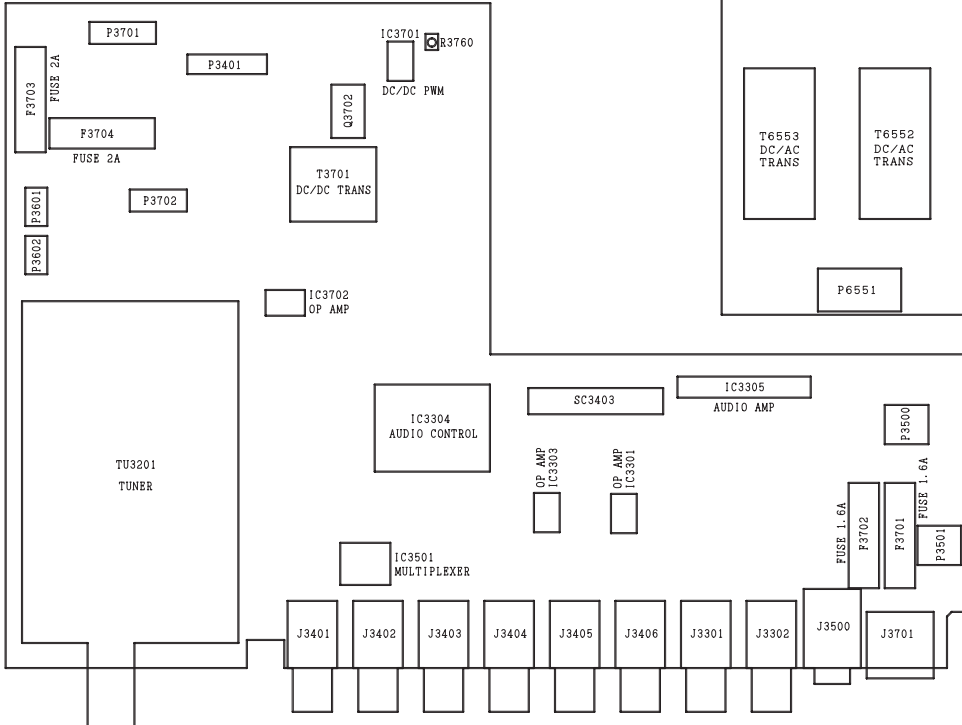 P3701
IC3701
R3760
P3401
DC/DC PWM
F3703
FUSE 2A
F3704
FUSE 2A
Q3702
T3701
DC/DC TRANS
T6553
DC/AC
TRANS
T6552
DC/AC
TRANS
P3601
P3702
P3602
P6551
IC3702
OP AMP
IC3305
AUDIO AMP
SC3403
IC3304
AUDIO CONTROL
P3500
TU3201
TUNER
OP AMP
IC3303
OP AMP
IC3301
FUSE 1.6A
F3702
F3701
FUSE 1.6A
P3501
IC3501
MULTIPLEXER
J3401
J3402
J3403
J3404
J3405
J3406
J3301
J3302
J3500
J3701